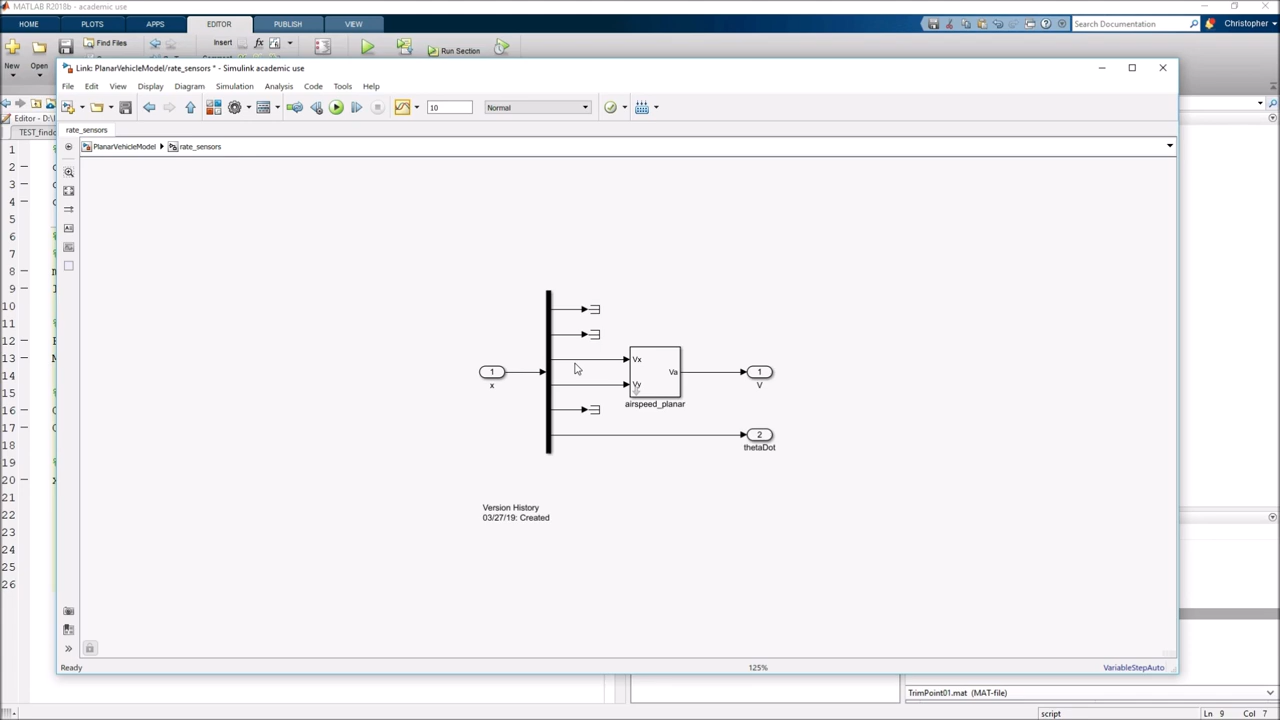 MATLAB R2018b - academic use
HOME PLOTS APPS EDITOR PUBLISH VIEW Search Documentation Christopher
New Open Find Files Insert Run Section
Link: PlanarVehicleModel/rate_sensors * - Simulink academic use
File Edit View Display Diagram Simulation Analysis Code Tools Help
10 Normal
rate_sensors
PlanarVehicleModel rate_sensors
Editor - D:\
TEST_find
1
2
3
4
5
6
7
8
9
10
11
12
13
14
15
16
17
18
19
20
21
22
23
24
25
26
1
x
Vx
Vy
Va
airspeed_planar
1
V
2
thetaDot
Version History
03/27/19: Created
Ready 125% VariableStepAuto
TrimPoint01.mat (MAT-file)
script Ln 9 Col 7